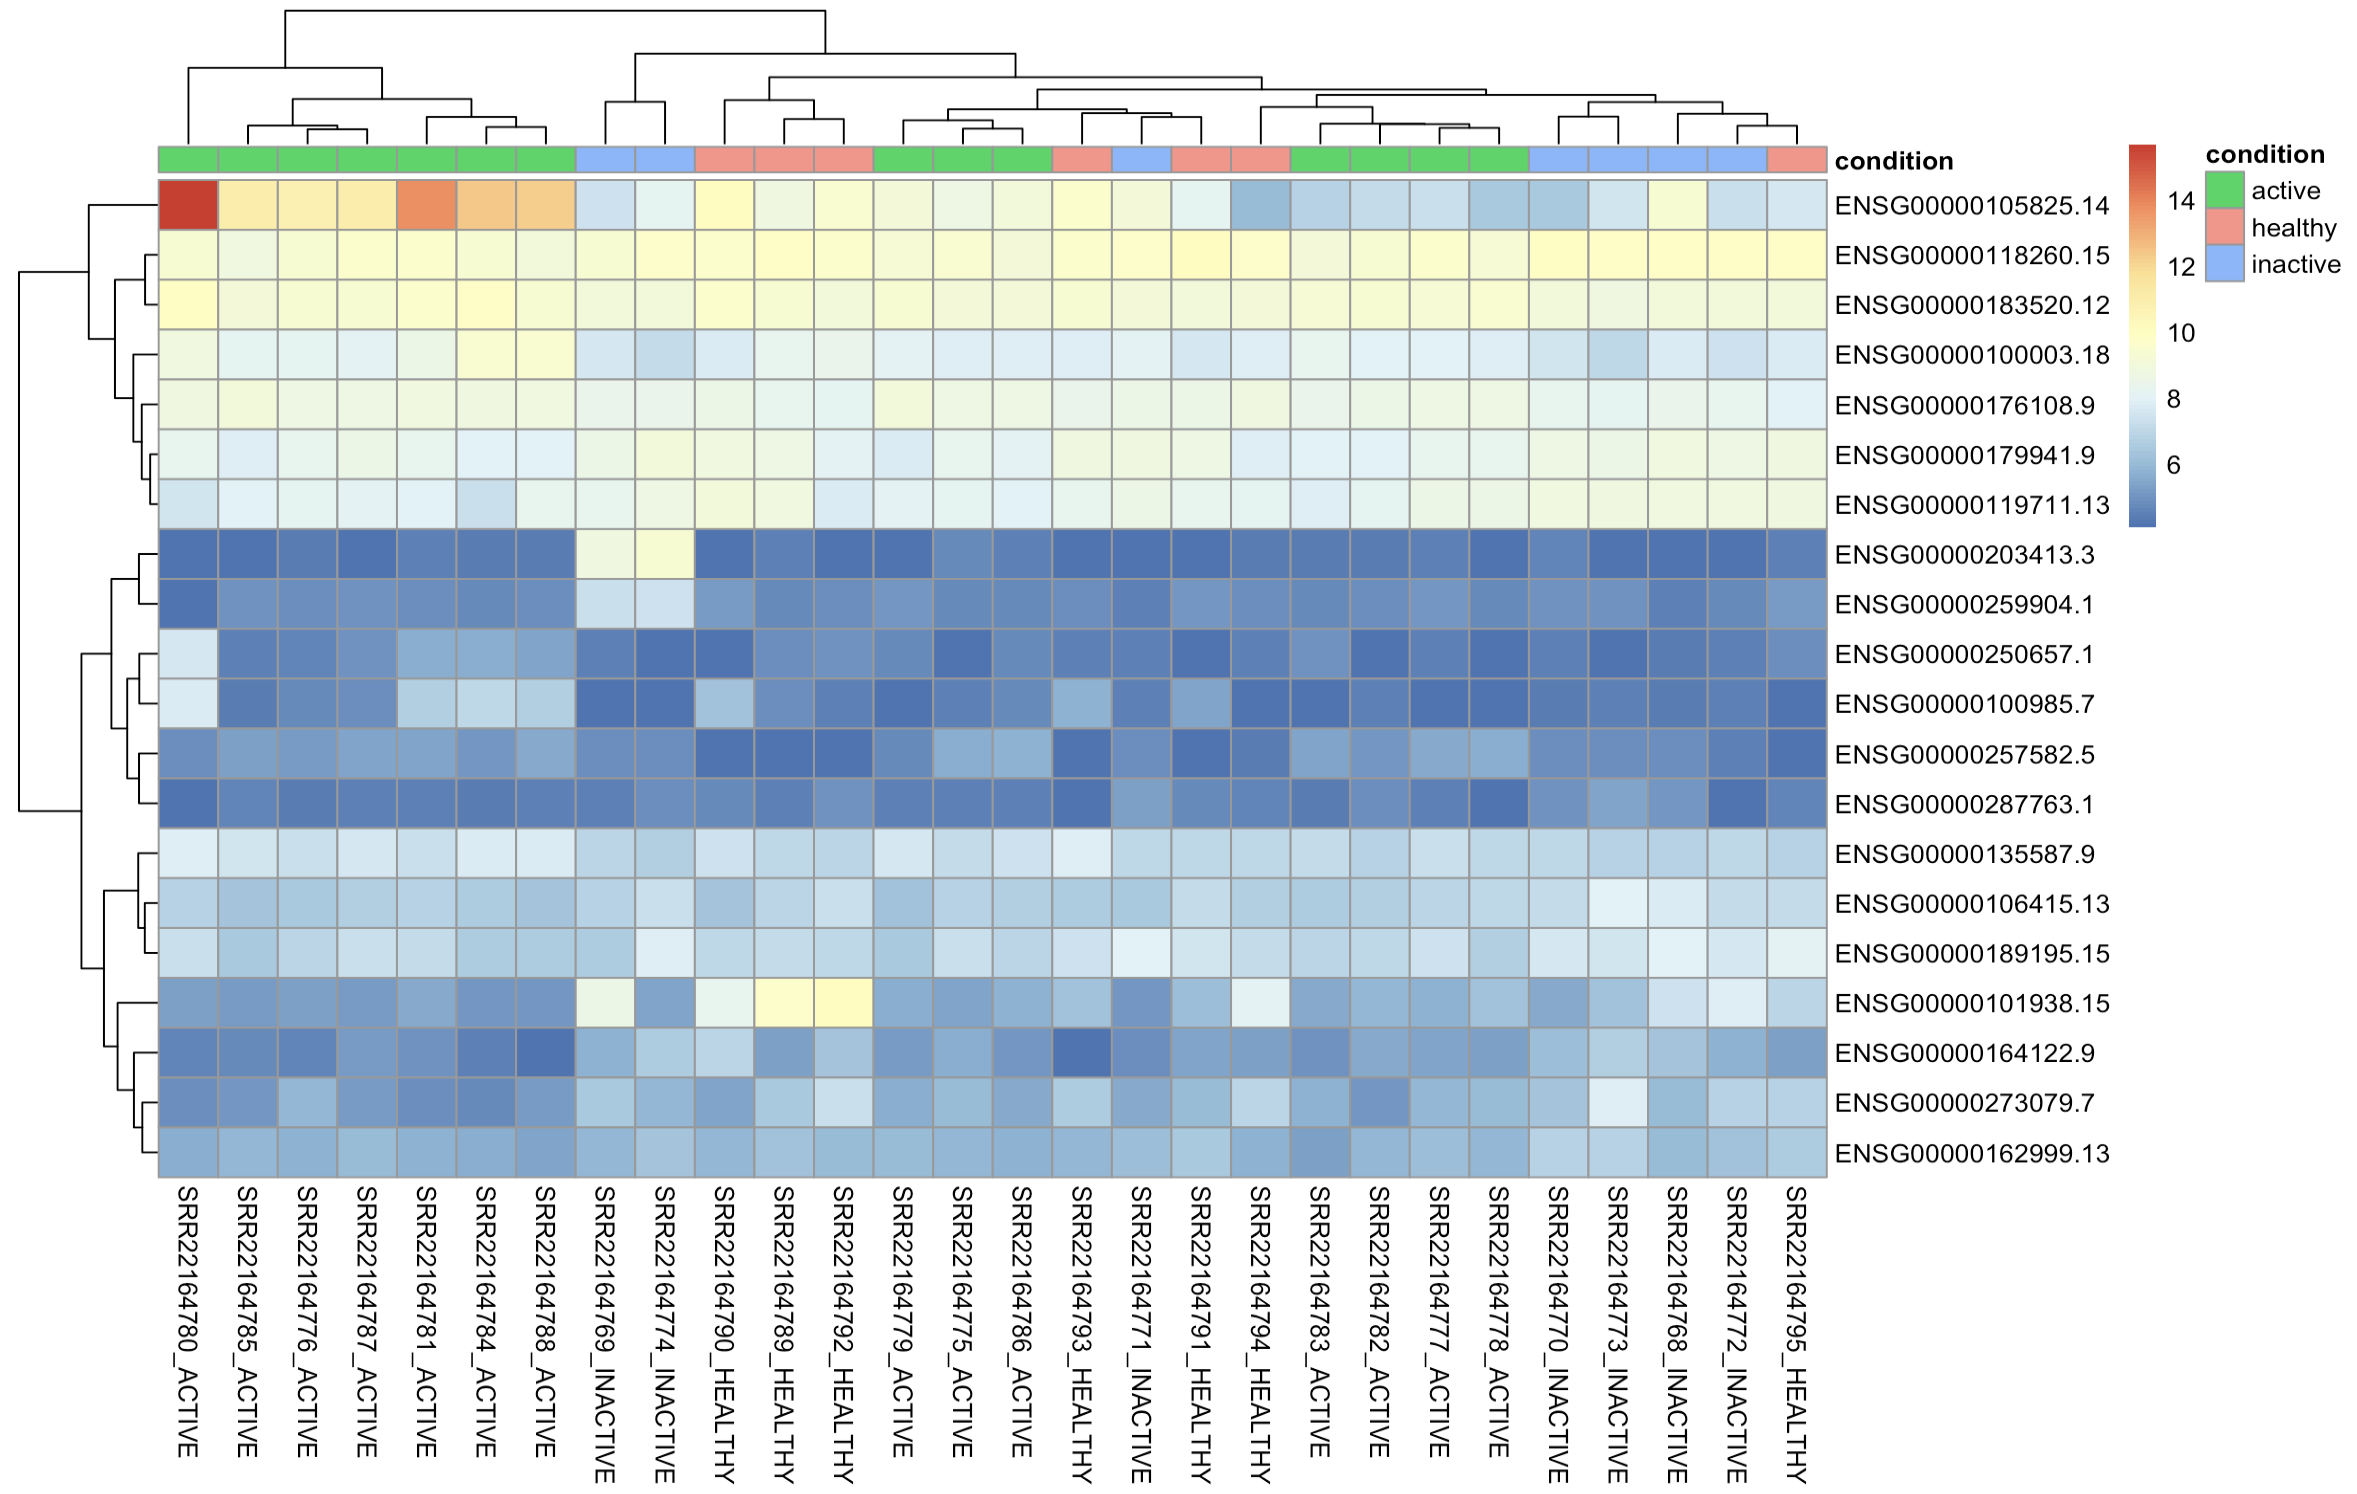 condition
ENSG00000105825.14
ENSG00000118260.15
ENSG00000183520.12
ENSG00000100003.18
ENSG00000176108.9
ENSG00000179941.9
ENSG00000119711.13
ENSG00000203413.3
ENSG00000259904.1
ENSG00000250657.1
ENSG00000100985.7
ENSG00000257582.5
ENSG00000287763.1
ENSG00000135587.9
ENSG00000106415.13
ENSG00000189195.15
ENSG00000101938.15
ENSG00000164122.9
ENSG00000273079.7
ENSG00000162999.13
14
12
10
8
6
condition
active
healthy
inactive
SRR22164780_ACTIVE
SRR22164785_ACTIVE
SRR22164776_ACTIVE
SRR22164787_ACTIVE
SRR22164781_ACTIVE
SRR22164784_ACTIVE
SRR22164788_ACTIVE
SRR22164769_INACTIVE
SRR22164774_INACTIVE
SRR22164790_HEALTHY
SRR22164789_HEALTHY
SRR22164792_HEALTHY
SRR22164779_ACTIVE
SRR22164775_ACTIVE
SRR22164786_ACTIVE
SRR22164793_HEALTHY
SRR22164771_INACTIVE
SRR22164791_HEALTHY
SRR22164794_HEALTHY
SRR22164783_ACTIVE
SRR22164782_ACTIVE
SRR22164777_ACTIVE
SRR22164778_ACTIVE
SRR22164770_INACTIVE
SRR22164773_INACTIVE
SRR22164768_INACTIVE
SRR22164772_INACTIVE
SRR22164795_HEALTHY